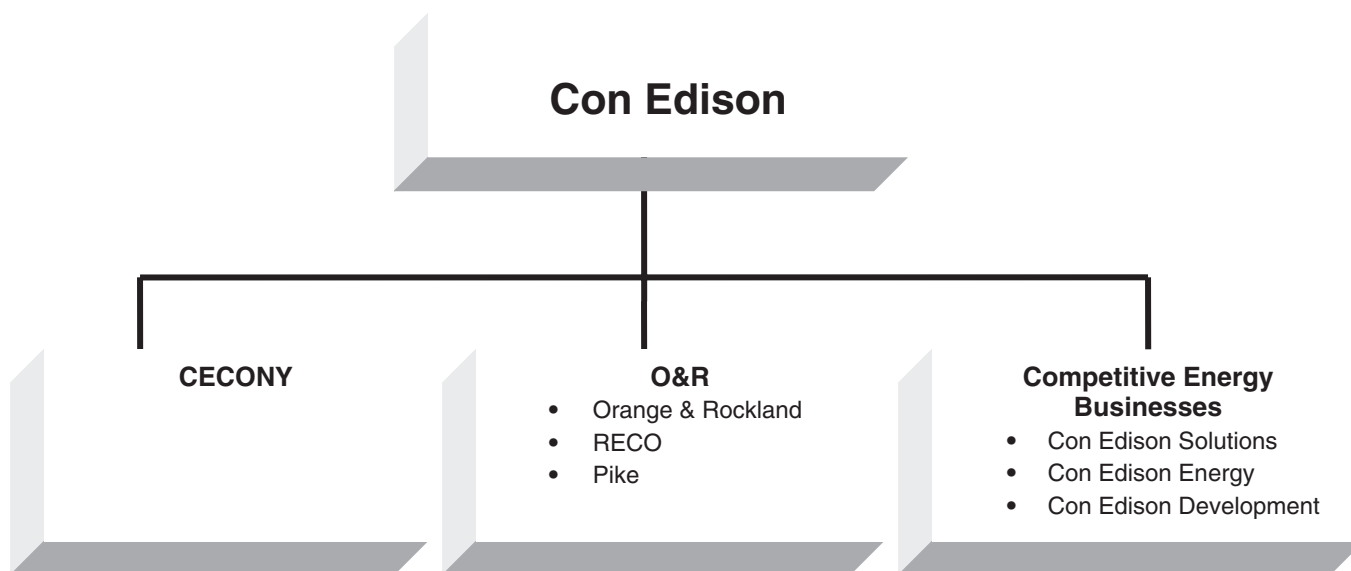 Con Edison
CECONY
O&R
• Orange & Rockland
• RECO
• Pike
Competitive Energy
Businesses
• Con Edison Solutions
• Con Edison Energy
• Con Edison Development